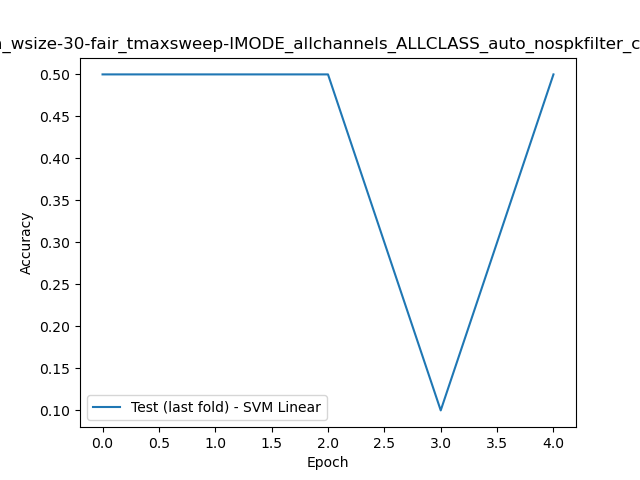 _wsize-30-fair_tmaxsweep-IMODE_allchannels_ALLCLASS_auto_nospkfilter_c
0.50
0.45
0.40
0.35
0.30
0.25
0.20
0.15
0.10
Accuracy
Test (last fold) - SVM Linear
0.0 0.5 1.0 1.5 2.0 2.5 3.0 3.5 4.0
Epoch